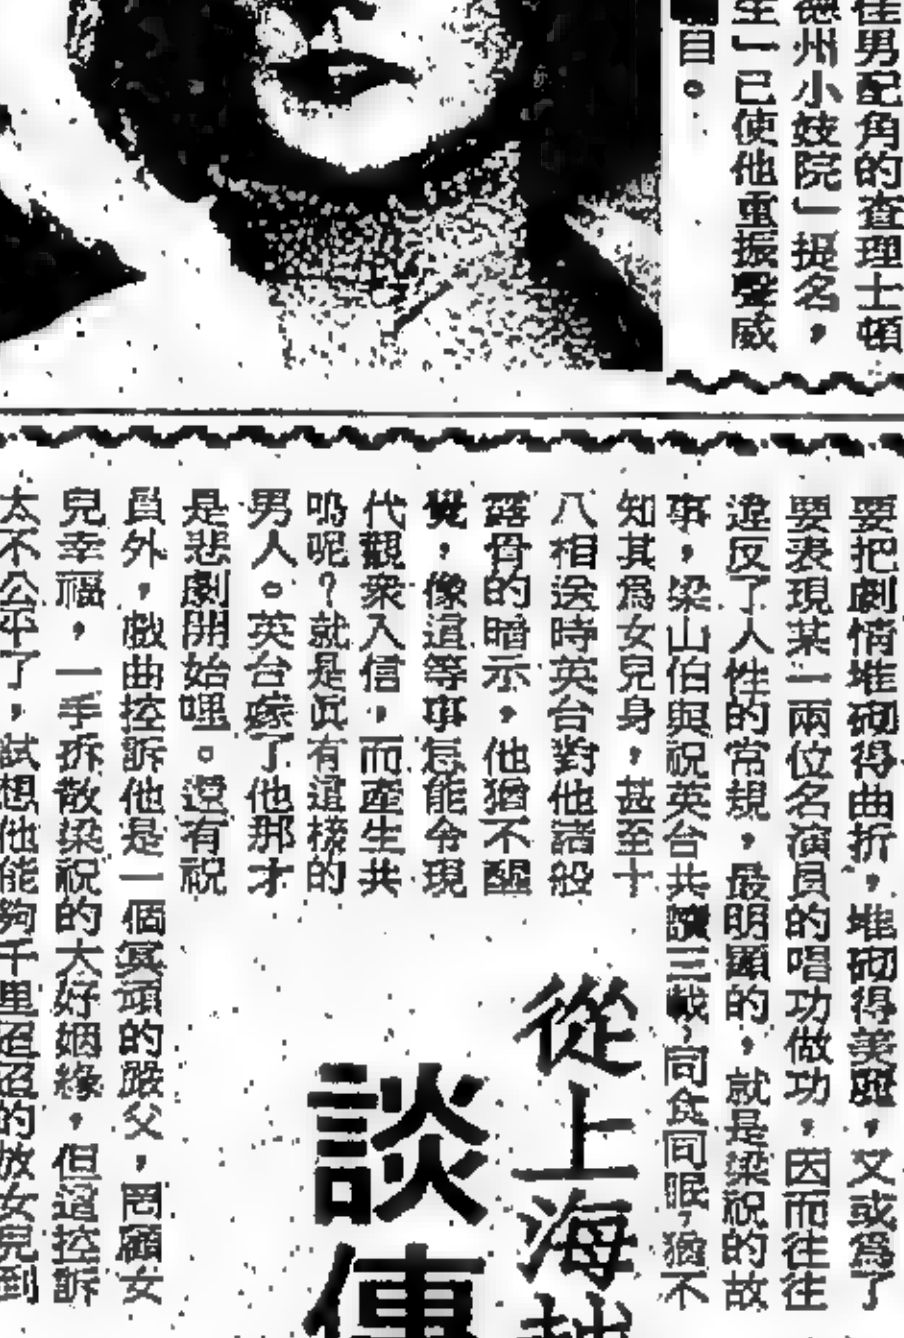 佳男配角的查理士頓
德州小妓院」提名，
生」已使他重振聲威
目。
要把劇情堆砌得曲折，堆砌得美麗，又或爲了
要表現某一兩位名演員的唱功做功，因而往往
違反了人性的常規，最明顯的，就是梁祝的故
事，梁山伯與祝英台共讀三載，同食同眠，猶不
知其爲女兒身，甚至十
八相送時英台對他諸般
露骨的暗示，他猶不醒
覺，像這等事怎能令現
代觀衆入信，而產生共
鳴呢？就是眞有這樣的
男人。英台嫁了他那才
是悲劇開始哩。還有祝
從上海越
談傳
員外，戲曲控訴他是一個冥頑的嚴父，罔顧女
兒幸福，一手拆散梁祝的大好姻緣，但這控訴
太不公平了，試想他能夠千里迢迢的放女兒到